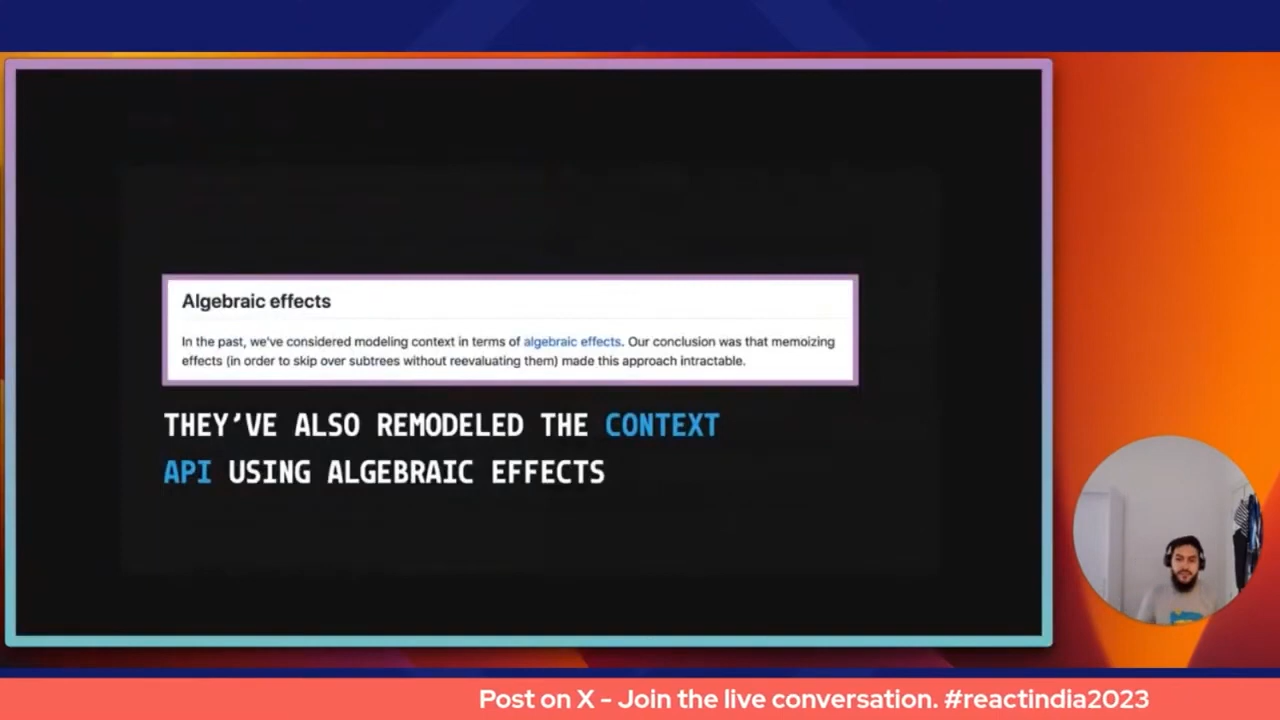 Algebraic effects
In the past, we've considered modeling context in terms of algebraic effects. Our conclusion was that memoizing
effects (in order to skip over subtrees without reevaluating them) made this approach intractable.
THEY’VE ALSO REMODELED THE CONTEXT
API USING ALGEBRAIC EFFECTS
Post on X - Join the live conversation. #reactindia2023